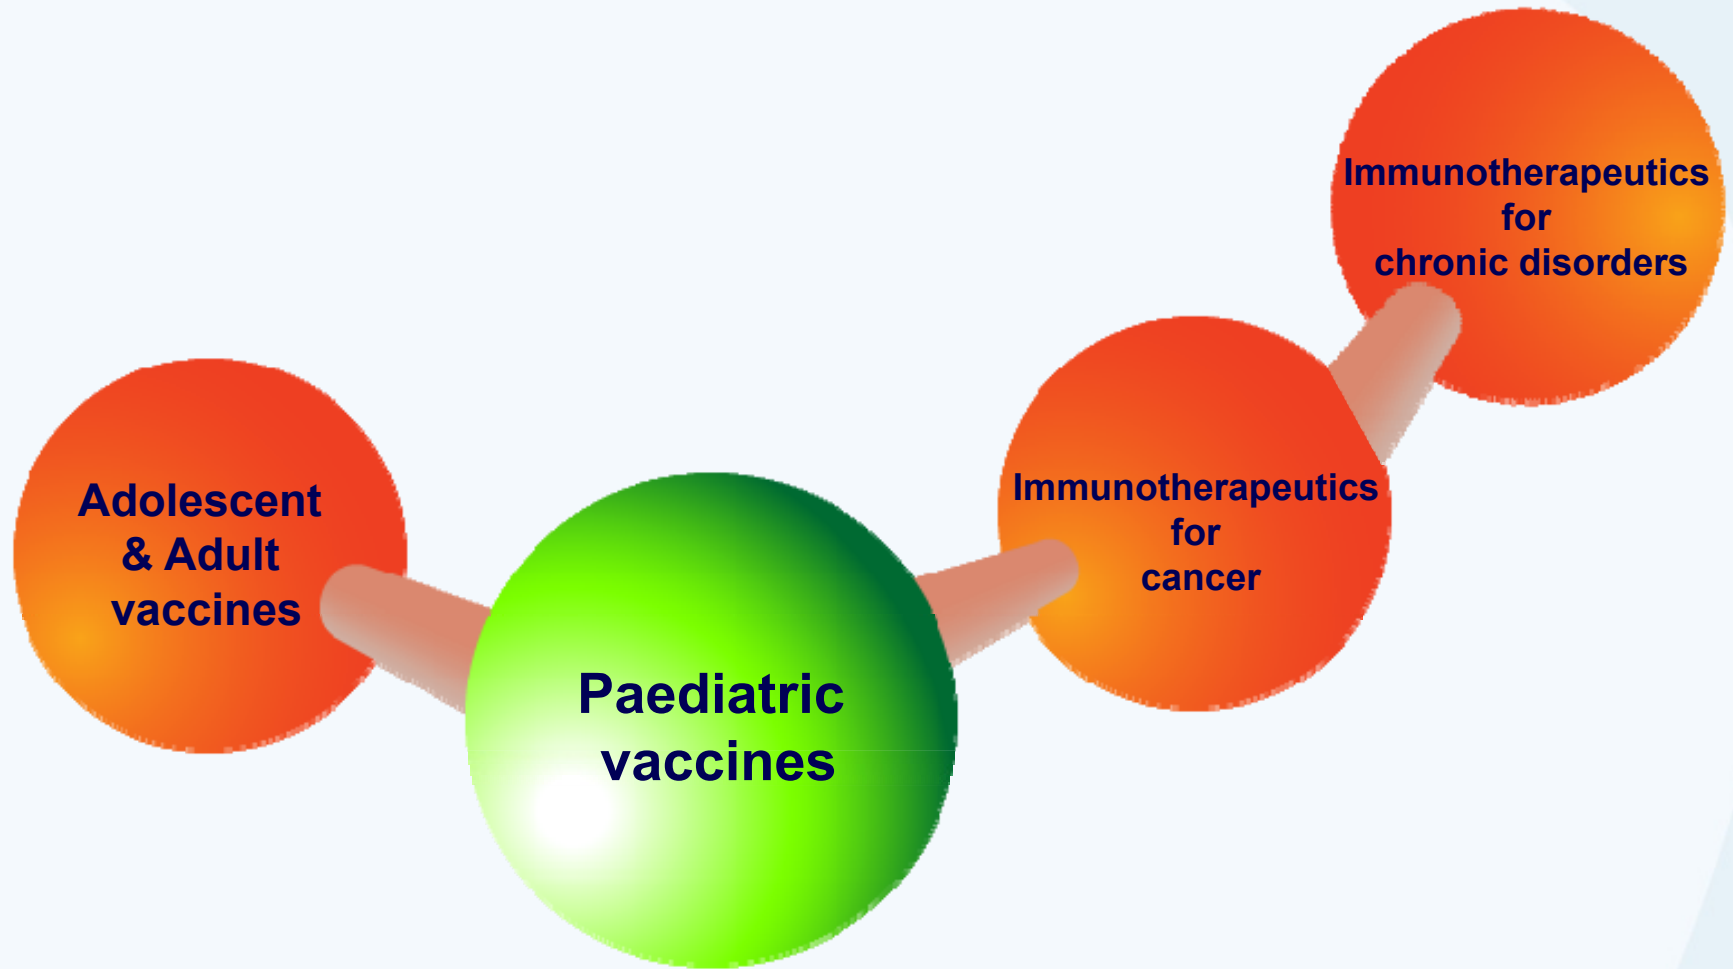 Adolescent
& Adult
vaccines
Paediatric
vaccines
Immunotherapeutics
for
cancer
Immunotherapeutics
for
chronic disorders